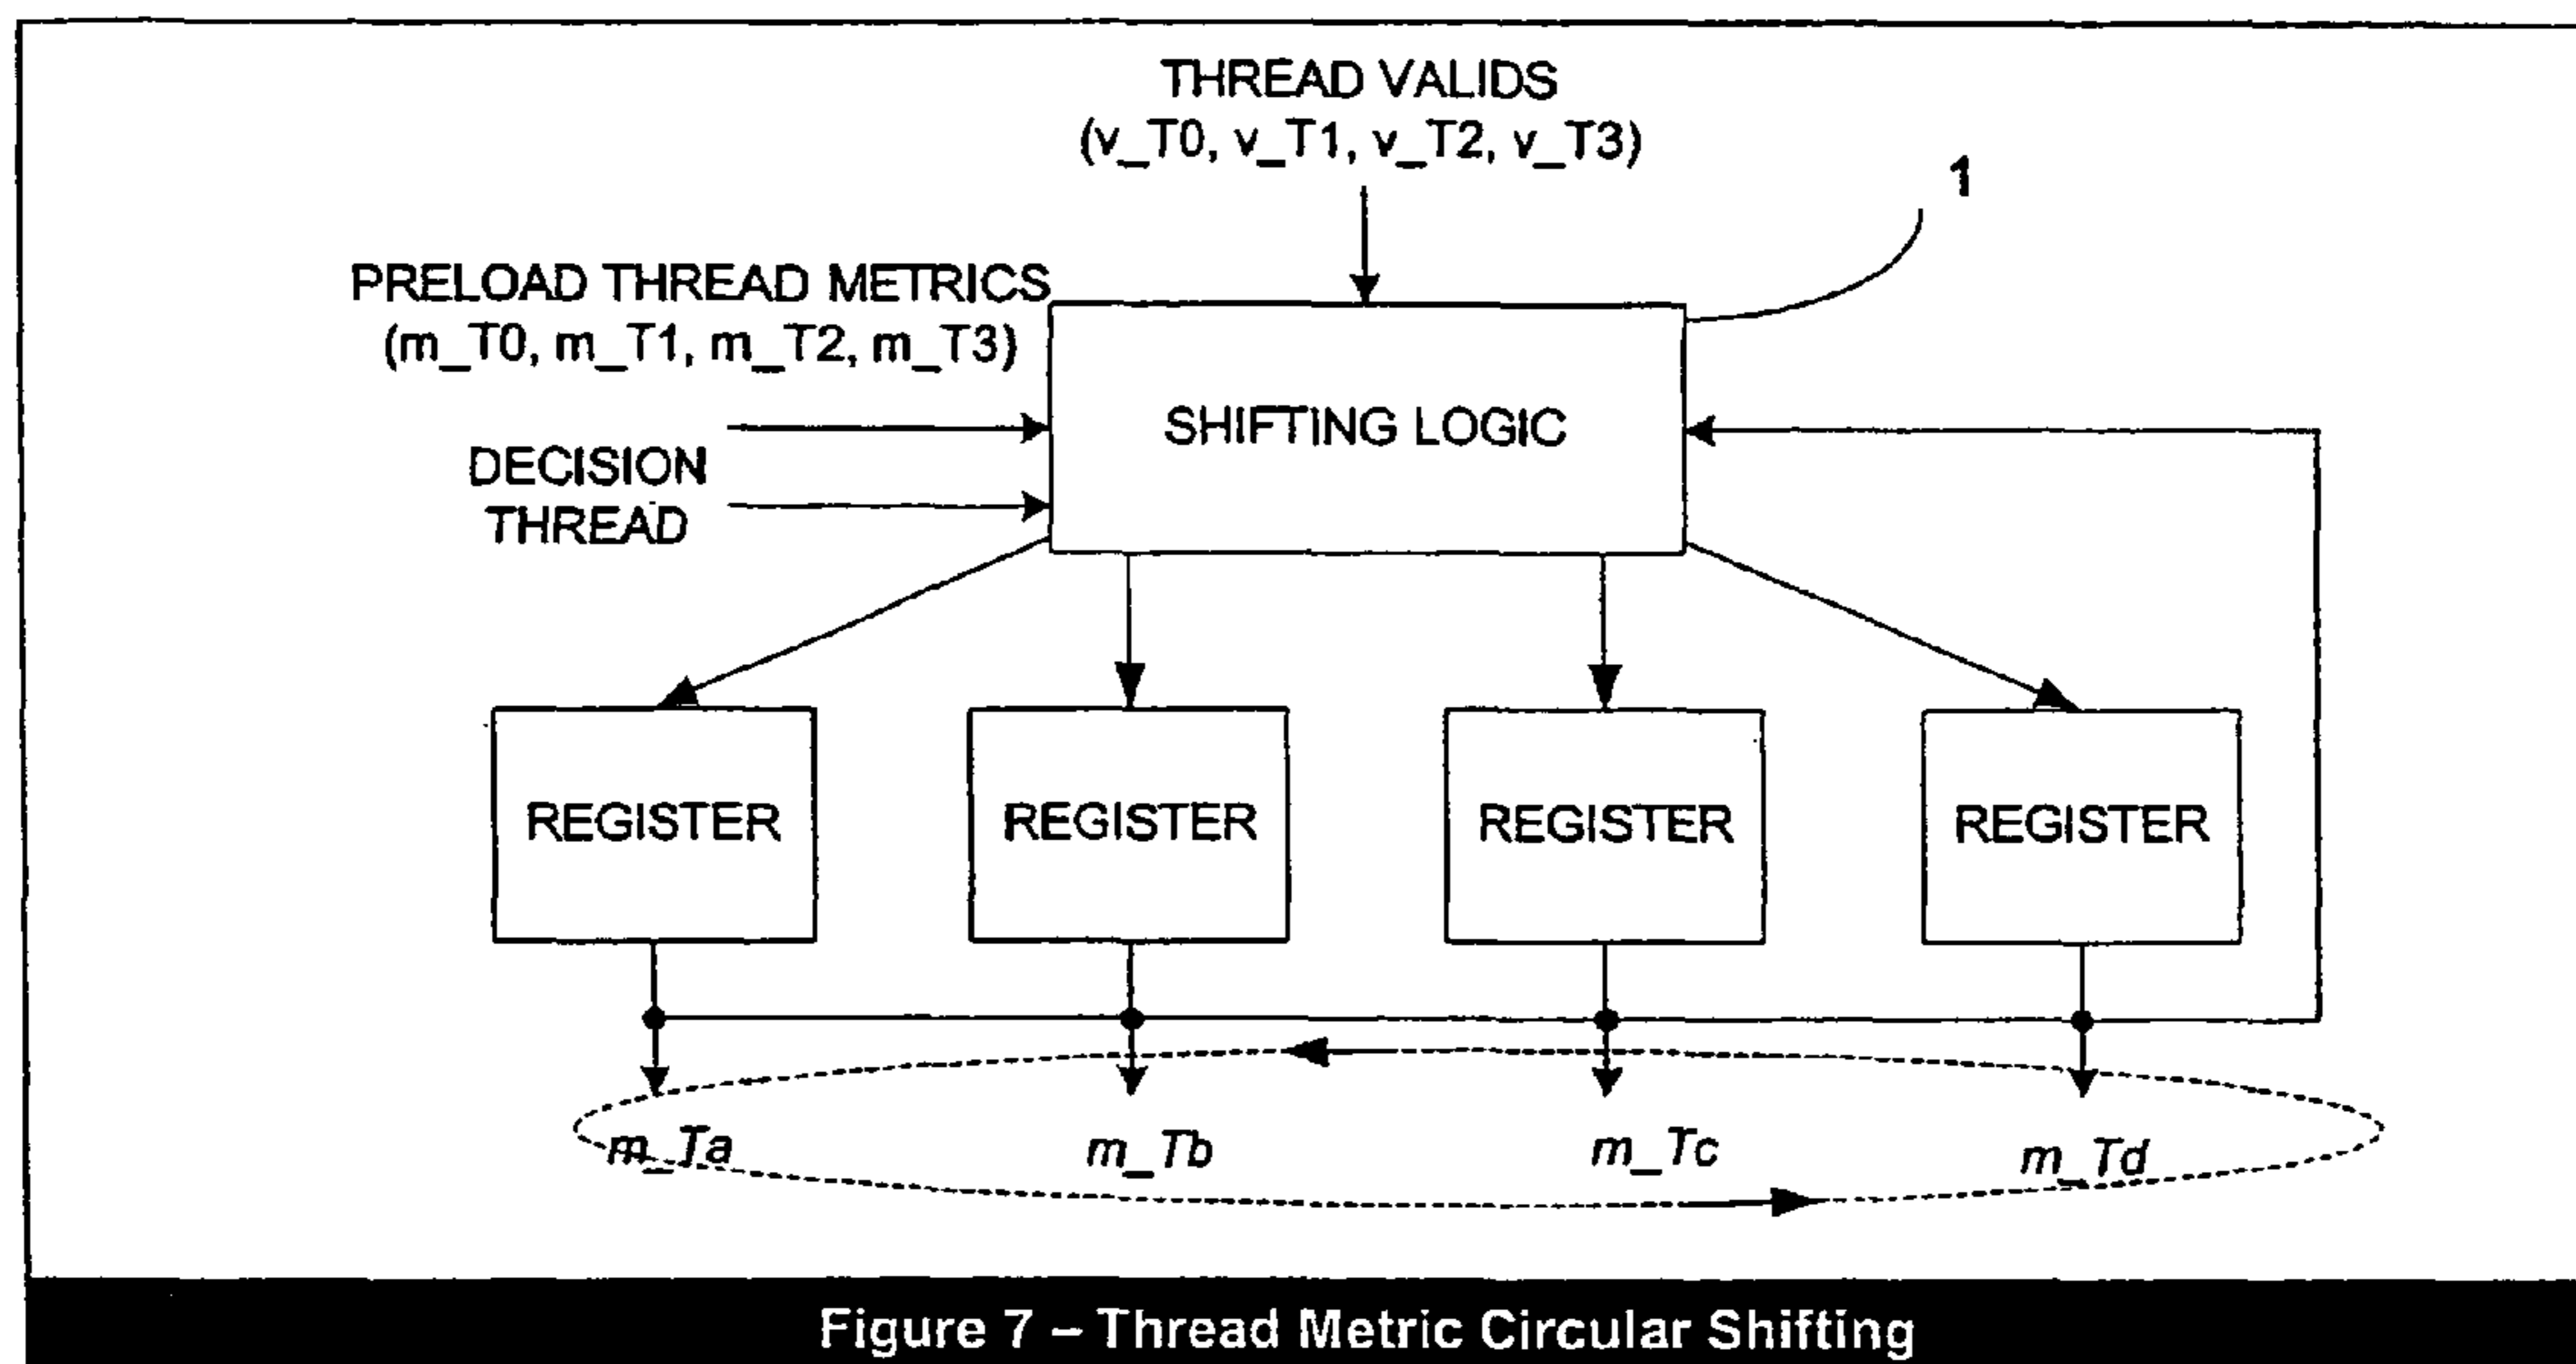 THREAD VALIDS
(v_T0, v_T1, v_T2, v_T3)
1
PRELOAD THREAD METRICS
(m_T0, m_T1, m_T2, m_T3)
SHIFTING LOGIC
DECISION
THREAD
REGISTER
REGISTER
REGISTER
REGISTER
m_Ta
m_Tb
m_Tc
m_Td
Figure 7 – Thread Metric Circular Shifting